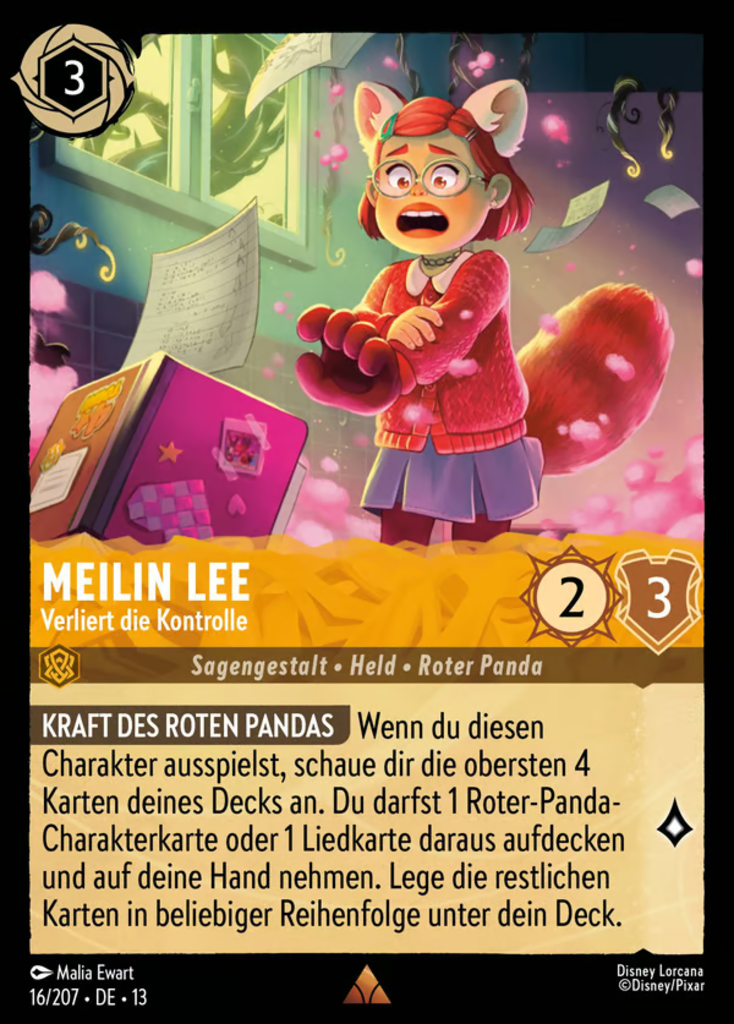 3
MEILIN LEE
Verliert die Kontrolle
2
3
Sagengestalt • Held • Roter Panda
KRAFT DES ROTEN PANDAS Wenn du diesen
Charakter ausspielst, schaue dir die obersten 4
Karten deines Decks an. Du darfst 1 Roter-Panda-
Charakterkarte oder 1 Liedkarte daraus aufdecken
und auf deine Hand nehmen. Lege die restlichen
Karten in beliebiger Reihenfolge unter dein Deck.
Malia Ewart
16/207 • DE • 13
Disney Lorcana
©Disney/Pixar